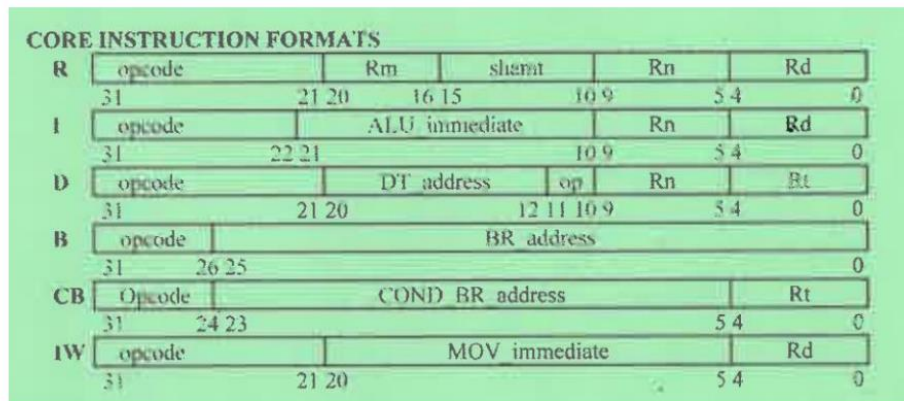 CORE INSTRUCTION FORMATS
R opcode Rm shamt Rn Rd
31 21 20 16 15 10 9 5 4 0
I opcode ALU immediate Rn Rd
31 22 21 10 9 5 4 0
D opcode DT address op Rn Rt
31 21 20 12 11 10 9 5 4 0
B opcode BR address
31 26 25 0
CB Opcode COND BR address Rt
31 24 23 5 4 0
IW opcode MOV immediate Rd
31 21 20 5 4 0